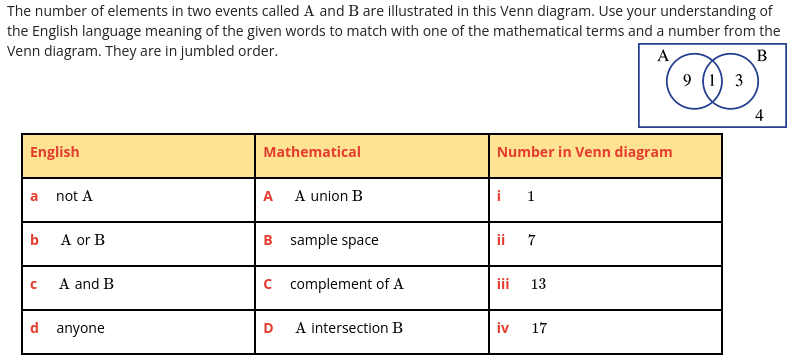 The number of elements in two events called A and B are illustrated in this Venn diagram. Use your understanding of
the English language meaning of the given words to match with one of the mathematical terms and a number from the
Venn diagram. They are in jumbled order.
A B
9 1 3
4
English Mathematical Number in Venn diagram
a not A A A union B i 1
b A or B B sample space ii 7
c A and B C complement of A iii 13
d anyone D A intersection B iv 17